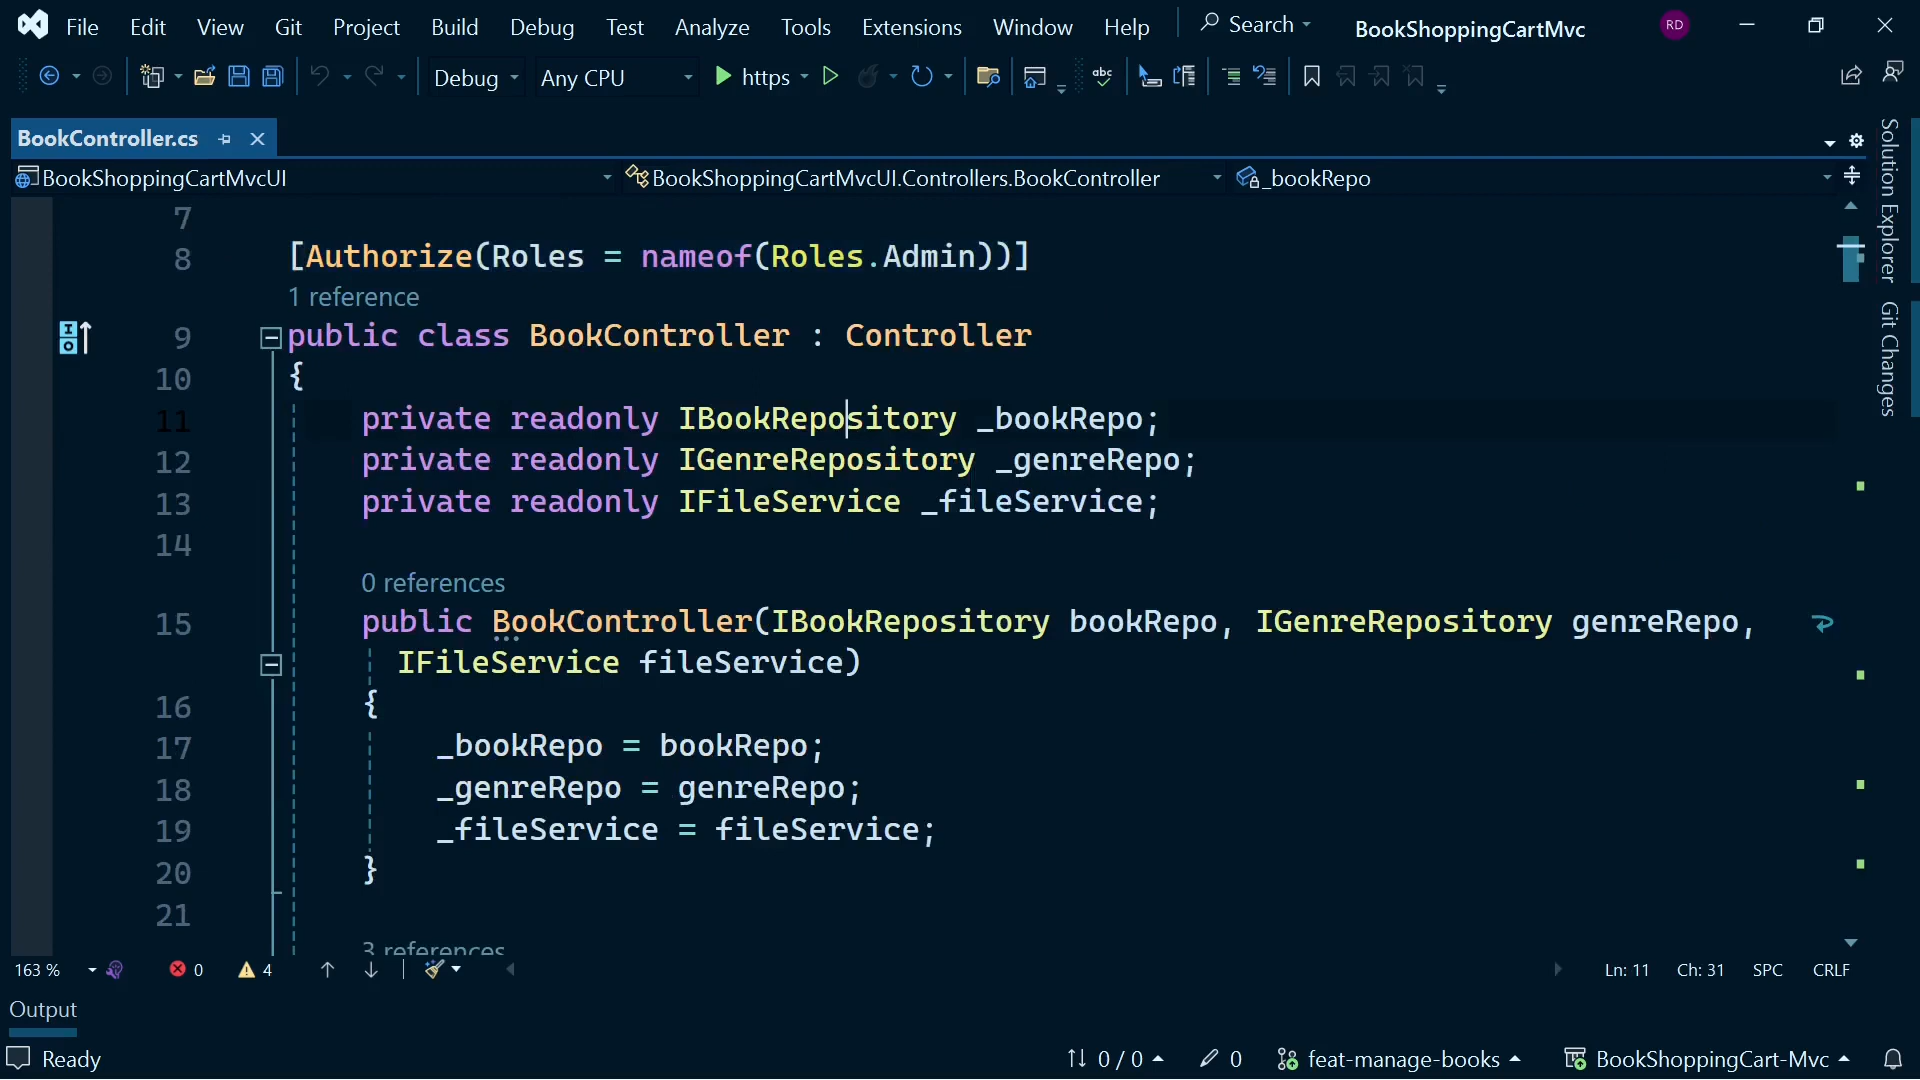 File Edit View Git Project Build Debug Test Analyze Tools Extensions Window Help Search BookShoppingCartMvc RD
Debug Any CPU https abc
BookController.cs
BookShoppingCartMvcUI BookShoppingCartMvcUI.Controllers.BookController _bookRepo
Solution Explorer
Git Changes
7
8 [Authorize(Roles = nameof(Roles.Admin))]
1 reference
9 public class BookController : Controller
10 {
11 private readonly IBookRepository _bookRepo;
12 private readonly IGenreRepository _genreRepo;
13 private readonly IFileService _fileService;
14
0 references
15 public BookController(IBookRepository bookRepo, IGenreRepository genreRepo,
IFileService fileService)
16 {
17 _bookRepo = bookRepo;
18 _genreRepo = genreRepo;
19 _fileService = fileService;
20 }
21
3 references
163 % 0 4 Ln: 11 Ch: 31 SPC CRLF
Output
Ready 0 / 0 0 feat-manage-books BookShoppingCart-Mvc